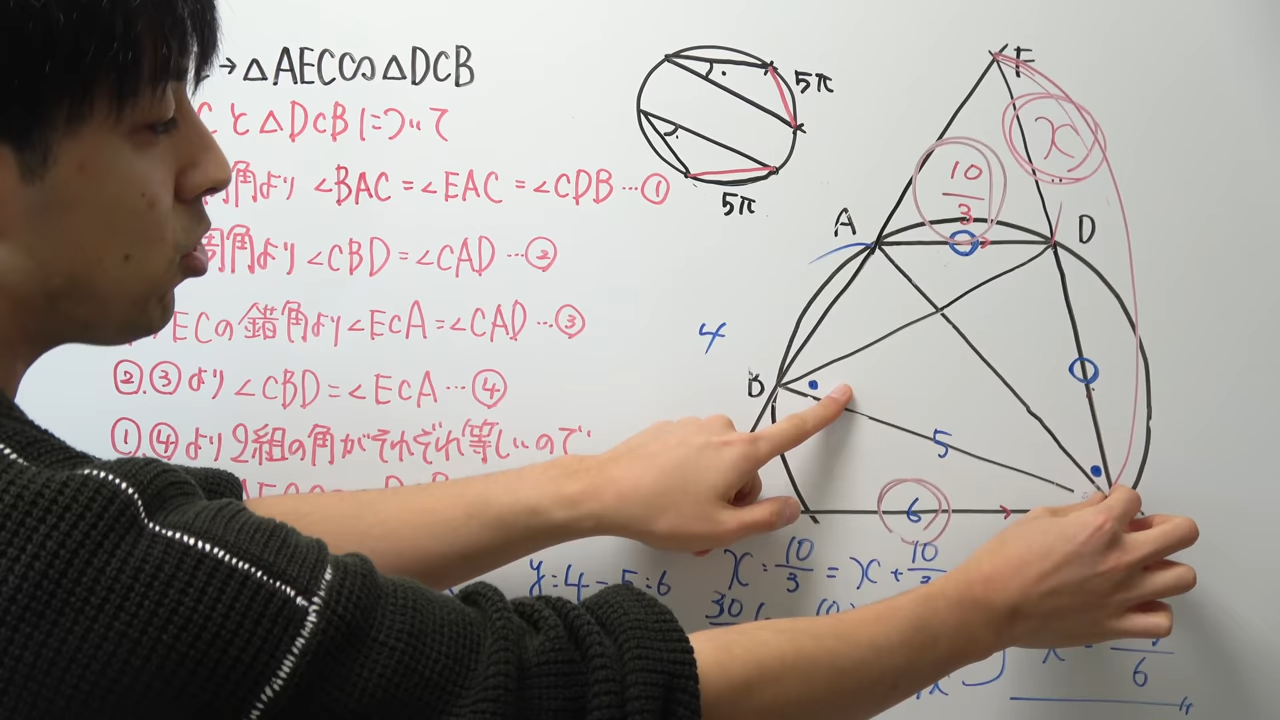 →△AEC∽△DCB
Cと△DCBについて
角より ∠BAC=∠EAC=∠CDB…①
周角より ∠CBD=∠CAD…②
ECの錯角より∠ECA=∠CAD…③
②.③より ∠CBD=∠ECA…④
①④より2組の角がそれぞれ等しいので
5π
5π
F
x
10
3
A
D
4
B
5
6
y:4=5:6
x:10/3=x+10/3
30
6